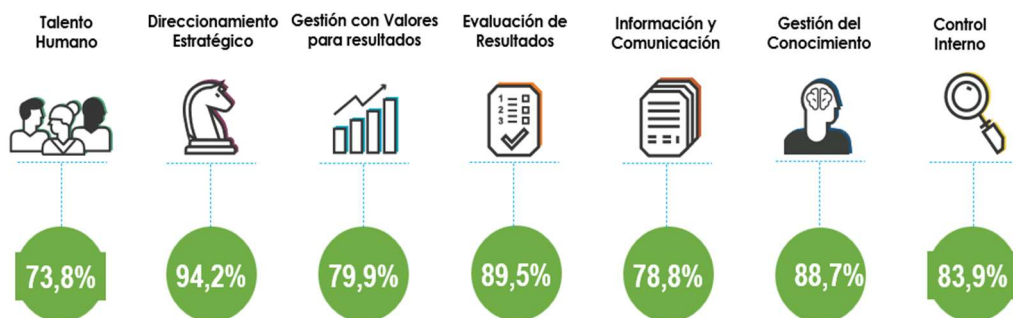 Talento
Humano
Direccionamiento
Estratégico
Gestión con Valores
para resultados
Evaluación de
Resultados
Información y
Comunicación
Gestión del
Conocimiento
Control
Interno
1
2
3
73,8%
94,2%
79,9%
89,5%
78,8%
88,7%
83,9%